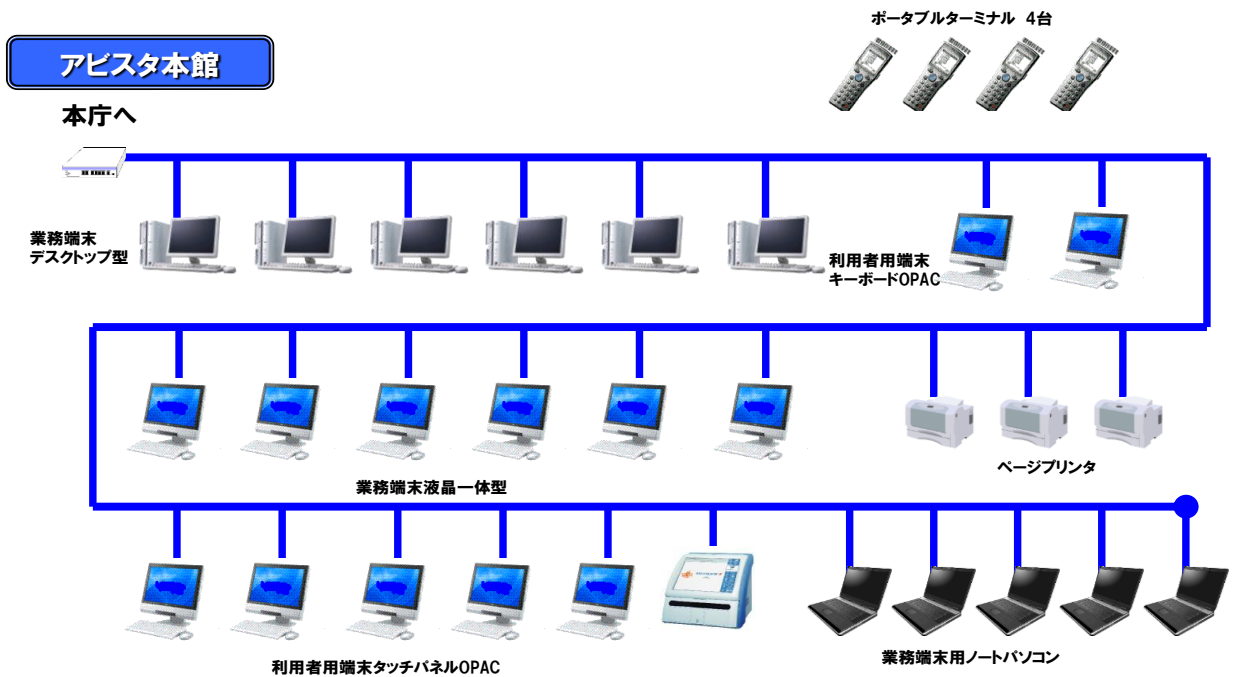 ポータブルターミナル 4台
アビスタ本館
本庁へ
業務端末
デスクトップ型
利用者用端末
キーボードOPAC
ページプリンタ
業務端末液晶一体型
利用者用端末タッチパネルOPAC
業務端末用ノートパソコン